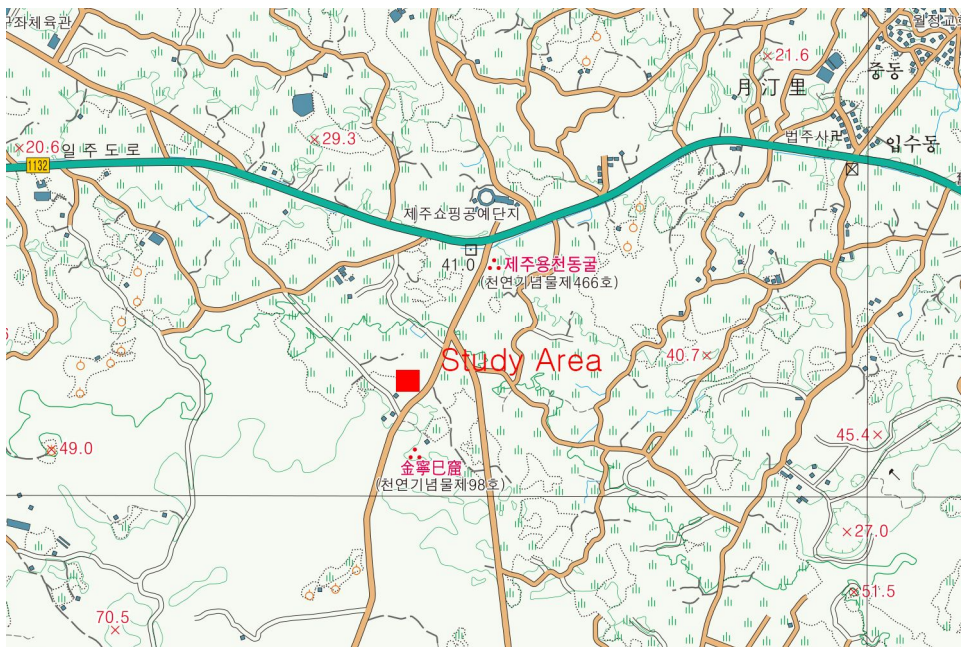 구좌체육관
월정교
×21.6
중동
月汀里
×29.3
법주사卍
×20.6
일주도로
입수동
1132
제주쇼핑공예단지
41.0
제주용천동굴
(천연기념물제466호)
Study Area
40.7×
45.4×
×49.0
金寧巳窟
(천연기념물제98호)
×27.0
×51.5
70.5
×